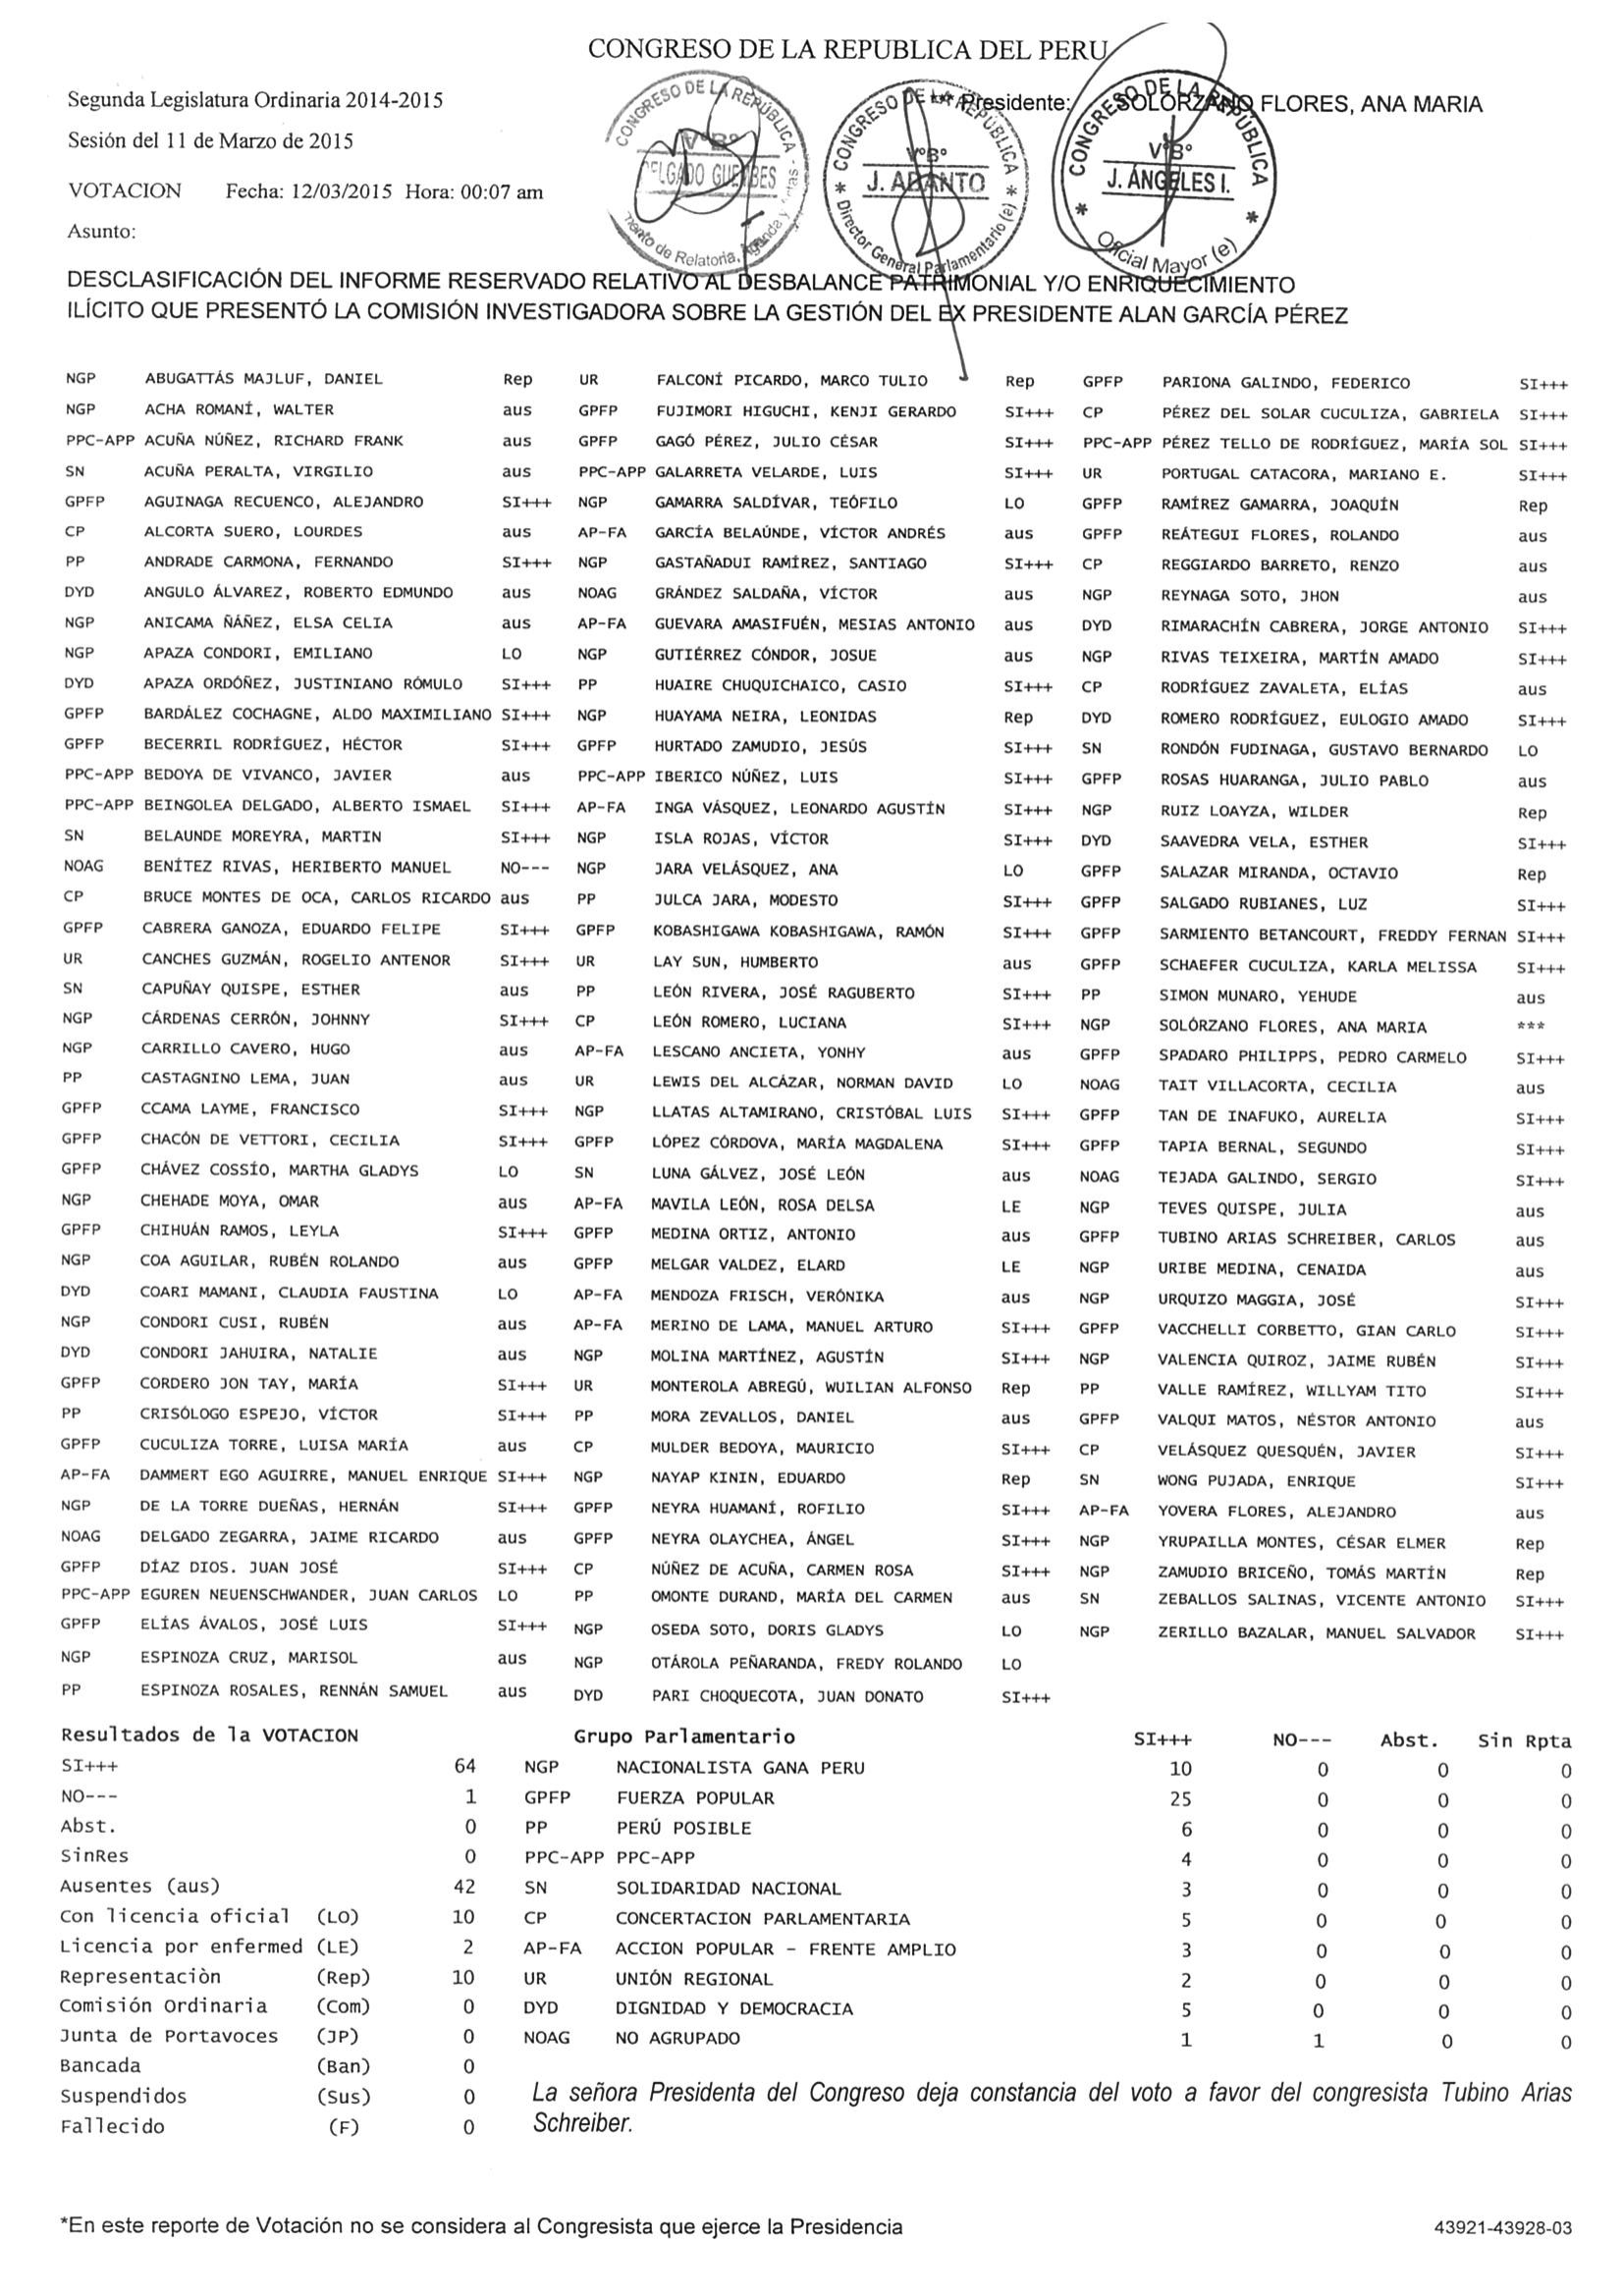 CONGRESO DE LA REPUBLICA DEL PERU
Segunda Legislatura Ordinaria 2014-2015
Presidente: SOLÓRZANO FLORES, ANA MARIA
Sesión del 11 de Marzo de 2015
VOTACION Fecha: 12/03/2015 Hora: 00:07 am
Asunto:
CONGRESO DE LA REPÚBLICA
V°B°
DELGADO GUEMBES
de Relatoria, Agenda y Actas
CONGRESO DE LA REPÚBLICA
V°B°
J. ABANTO
Director General Parlamentario (e)
CONGRESO DE LA REPÚBLICA
V°B°
J. ÁNGELES I.
Oficial Mayor (e)
DESCLASIFICACIÓN DEL INFORME RESERVADO RELATIVO AL DESBALANCE PATRIMONIAL Y/O ENRIQUECIMIENTO
ILÍCITO QUE PRESENTÓ LA COMISIÓN INVESTIGADORA SOBRE LA GESTIÓN DEL EX PRESIDENTE ALAN GARCÍA PÉREZ
NGP ABUGATTÁS MAJLUF, DANIEL Rep UR FALCONÍ PICARDO, MARCO TULIO Rep GPFP PARIONA GALINDO, FEDERICO SI+++
NGP ACHA ROMANÍ, WALTER aus GPFP FUJIMORI HIGUCHI, KENJI GERARDO SI+++ CP PÉREZ DEL SOLAR CUCULIZA, GABRIELA SI+++
PPC-APP ACUÑA NÚÑEZ, RICHARD FRANK aus GPFP GAGÓ PÉREZ, JULIO CÉSAR SI+++ PPC-APP PÉREZ TELLO DE RODRÍGUEZ, MARÍA SOL SI+++
SN ACUÑA PERALTA, VIRGILIO aus PPC-APP GALARRETA VELARDE, LUIS SI+++ UR PORTUGAL CATACORA, MARIANO E. SI+++
GPFP AGUINAGA RECUENCO, ALEJANDRO SI+++ NGP GAMARRA SALDÍVAR, TEÓFILO LO GPFP RAMÍREZ GAMARRA, JOAQUÍN Rep
CP ALCORTA SUERO, LOURDES aus AP-FA GARCÍA BELAÚNDE, VÍCTOR ANDRÉS aus GPFP REÁTEGUI FLORES, ROLANDO aus
PP ANDRADE CARMONA, FERNANDO SI+++ NGP GASTAÑADUI RAMÍREZ, SANTIAGO SI+++ CP REGGIARDO BARRETO, RENZO aus
DYD ANGULO ÁLVAREZ, ROBERTO EDMUNDO aus NOAG GRÁNDEZ SALDAÑA, VÍCTOR aus NGP REYNAGA SOTO, JHON aus
NGP ANICAMA ÑÁÑEZ, ELSA CELIA aus AP-FA GUEVARA AMASIFUÉN, MESIAS ANTONIO aus DYD RIMARACHÍN CABRERA, JORGE ANTONIO SI+++
NGP APAZA CONDORI, EMILIANO LO NGP GUTIÉRREZ CÓNDOR, JOSUE aus NGP RIVAS TEIXEIRA, MARTÍN AMADO SI+++
DYD APAZA ORDÓÑEZ, JUSTINIANO RÓMULO SI+++ PP HUAIRE CHUQUICHAICO, CASIO SI+++ CP RODRÍGUEZ ZAVALETA, ELÍAS aus
GPFP BARDÁLEZ COCHAGNE, ALDO MAXIMILIANO SI+++ NGP HUAYAMA NEIRA, LEONIDAS Rep DYD ROMERO RODRÍGUEZ, EULOGIO AMADO SI+++
GPFP BECERRIL RODRÍGUEZ, HÉCTOR SI+++ GPFP HURTADO ZAMUDIO, JESÚS SI+++ SN RONDÓN FUDINAGA, GUSTAVO BERNARDO LO
PPC-APP BEDOYA DE VIVANCO, JAVIER aus PPC-APP IBERICO NÚÑEZ, LUIS SI+++ GPFP ROSAS HUARANGA, JULIO PABLO aus
PPC-APP BEINGOLEA DELGADO, ALBERTO ISMAEL SI+++ AP-FA INGA VÁSQUEZ, LEONARDO AGUSTÍN SI+++ NGP RUIZ LOAYZA, WILDER Rep
SN BELAUNDE MOREYRA, MARTIN SI+++ NGP ISLA ROJAS, VÍCTOR SI+++ DYD SAAVEDRA VELA, ESTHER SI+++
NOAG BENÍTEZ RIVAS, HERIBERTO MANUEL NO--- NGP JARA VELÁSQUEZ, ANA LO GPFP SALAZAR MIRANDA, OCTAVIO Rep
CP BRUCE MONTES DE OCA, CARLOS RICARDO aus PP JULCA JARA, MODESTO SI+++ GPFP SALGADO RUBIANES, LUZ SI+++
GPFP CABRERA GANOZA, EDUARDO FELIPE SI+++ GPFP KOBASHIGAWA KOBASHIGAWA, RAMÓN SI+++ GPFP SARMIENTO BETANCOURT, FREDDY FERNAN SI+++
UR CANCHES GUZMÁN, ROGELIO ANTENOR SI+++ UR LAY SUN, HUMBERTO aus GPFP SCHAEFER CUCULIZA, KARLA MELISSA SI+++
SN CAPUÑAY QUISPE, ESTHER aus PP LEÓN RIVERA, JOSÉ RAGUBERTO SI+++ PP SIMON MUNARO, YEHUDE aus
NGP CÁRDENAS CERRÓN, JOHNNY SI+++ CP LEÓN ROMERO, LUCIANA SI+++ NGP SOLÓRZANO FLORES, ANA MARIA ***
NGP CARRILLO CAVERO, HUGO aus AP-FA LESCANO ANCIETA, YONHY aus GPFP SPADARO PHILIPPS, PEDRO CARMELO SI+++
PP CASTAGNINO LEMA, JUAN aus UR LEWIS DEL ALCÁZAR, NORMAN DAVID LO NOAG TAIT VILLACORTA, CECILIA aus
GPFP CCAMA LAYME, FRANCISCO SI+++ NGP LLATAS ALTAMIRANO, CRISTÓBAL LUIS SI+++ GPFP TAN DE INAFUKO, AURELIA SI+++
GPFP CHACÓN DE VETTORI, CECILIA SI+++ GPFP LÓPEZ CÓRDOVA, MARÍA MAGDALENA SI+++ GPFP TAPIA BERNAL, SEGUNDO SI+++
GPFP CHÁVEZ COSSÍO, MARTHA GLADYS LO SN LUNA GÁLVEZ, JOSÉ LEÓN aus NOAG TEJADA GALINDO, SERGIO SI+++
NGP CHEHADE MOYA, OMAR aus AP-FA MAVILA LEÓN, ROSA DELSA LE NGP TEVES QUISPE, JULIA aus
GPFP CHIHUÁN RAMOS, LEYLA SI+++ GPFP MEDINA ORTIZ, ANTONIO aus GPFP TUBINO ARIAS SCHREIBER, CARLOS aus
NGP COA AGUILAR, RUBÉN ROLANDO aus GPFP MELGAR VALDEZ, ELARD LE NGP URIBE MEDINA, CENAIDA aus
DYD COARI MAMANI, CLAUDIA FAUSTINA LO AP-FA MENDOZA FRISCH, VERÓNIKA aus NGP URQUIZO MAGGIA, JOSÉ SI+++
NGP CONDORI CUSI, RUBÉN aus AP-FA MERINO DE LAMA, MANUEL ARTURO SI+++ GPFP VACCHELLI CORBETTO, GIAN CARLO SI+++
DYD CONDORI JAHUIRA, NATALIE aus NGP MOLINA MARTÍNEZ, AGUSTÍN SI+++ NGP VALENCIA QUIROZ, JAIME RUBÉN SI+++
GPFP CORDERO JON TAY, MARÍA SI+++ UR MONTEROLA ABREGÚ, WUILIAN ALFONSO Rep PP VALLE RAMÍREZ, WILLYAM TITO SI+++
PP CRISÓLOGO ESPEJO, VÍCTOR SI+++ PP MORA ZEVALLOS, DANIEL aus GPFP VALQUI MATOS, NÉSTOR ANTONIO aus
GPFP CUCULIZA TORRE, LUISA MARÍA aus CP MULDER BEDOYA, MAURICIO SI+++ CP VELÁSQUEZ QUESQUÉN, JAVIER SI+++
AP-FA DAMMERT EGO AGUIRRE, MANUEL ENRIQUE SI+++ NGP NAYAP KININ, EDUARDO Rep SN WONG PUJADA, ENRIQUE SI+++
NGP DE LA TORRE DUEÑAS, HERNÁN SI+++ GPFP NEYRA HUAMANÍ, ROFILIO SI+++ AP-FA YOVERA FLORES, ALEJANDRO aus
NOAG DELGADO ZEGARRA, JAIME RICARDO aus GPFP NEYRA OLAYCHEA, ÁNGEL SI+++ NGP YRUPAILLA MONTES, CÉSAR ELMER Rep
GPFP DÍAZ DIOS. JUAN JOSÉ SI+++ CP NÚÑEZ DE ACUÑA, CARMEN ROSA SI+++ NGP ZAMUDIO BRICEÑO, TOMÁS MARTÍN Rep
PPC-APP EGUREN NEUENSCHWANDER, JUAN CARLOS LO PP OMONTE DURAND, MARÍA DEL CARMEN aus SN ZEBALLOS SALINAS, VICENTE ANTONIO SI+++
GPFP ELÍAS ÁVALOS, JOSÉ LUIS SI+++ NGP OSEDA SOTO, DORIS GLADYS LO NGP ZERILLO BAZALAR, MANUEL SALVADOR SI+++
NGP ESPINOZA CRUZ, MARISOL aus NGP OTÁROLA PEÑARANDA, FREDY ROLANDO LO
PP ESPINOZA ROSALES, RENNÁN SAMUEL aus DYD PARI CHOQUECOTA, JUAN DONATO SI+++
Resultados de la VOTACION Grupo Parlamentario SI+++ NO--- Abst. Sin Rpta
SI+++ 64 NGP NACIONALISTA GANA PERU 10 0 0 0
NO--- 1 GPFP FUERZA POPULAR 25 0 0 0
Abst. 0 PP PERÚ POSIBLE 6 0 0 0
SinRes 0 PPC-APP PPC-APP 4 0 0 0
Ausentes (aus) 42 SN SOLIDARIDAD NACIONAL 3 0 0 0
Con licencia oficial (LO) 10 CP CONCERTACION PARLAMENTARIA 5 0 0 0
Licencia por enfermed (LE) 2 AP-FA ACCION POPULAR - FRENTE AMPLIO 3 0 0 0
Representaciòn (Rep) 10 UR UNIÓN REGIONAL 2 0 0 0
Comisión Ordinaria (Com) 0 DYD DIGNIDAD Y DEMOCRACIA 5 0 0 0
Junta de Portavoces (JP) 0 NOAG NO AGRUPADO 1 1 0 0
Bancada (Ban) 0
Suspendidos (Sus) 0
Fallecido (F) 0
La señora Presidenta del Congreso deja constancia del voto a favor del congresista Tubino Arias
Schreiber.
*En este reporte de Votación no se considera al Congresista que ejerce la Presidencia
43921-43928-03